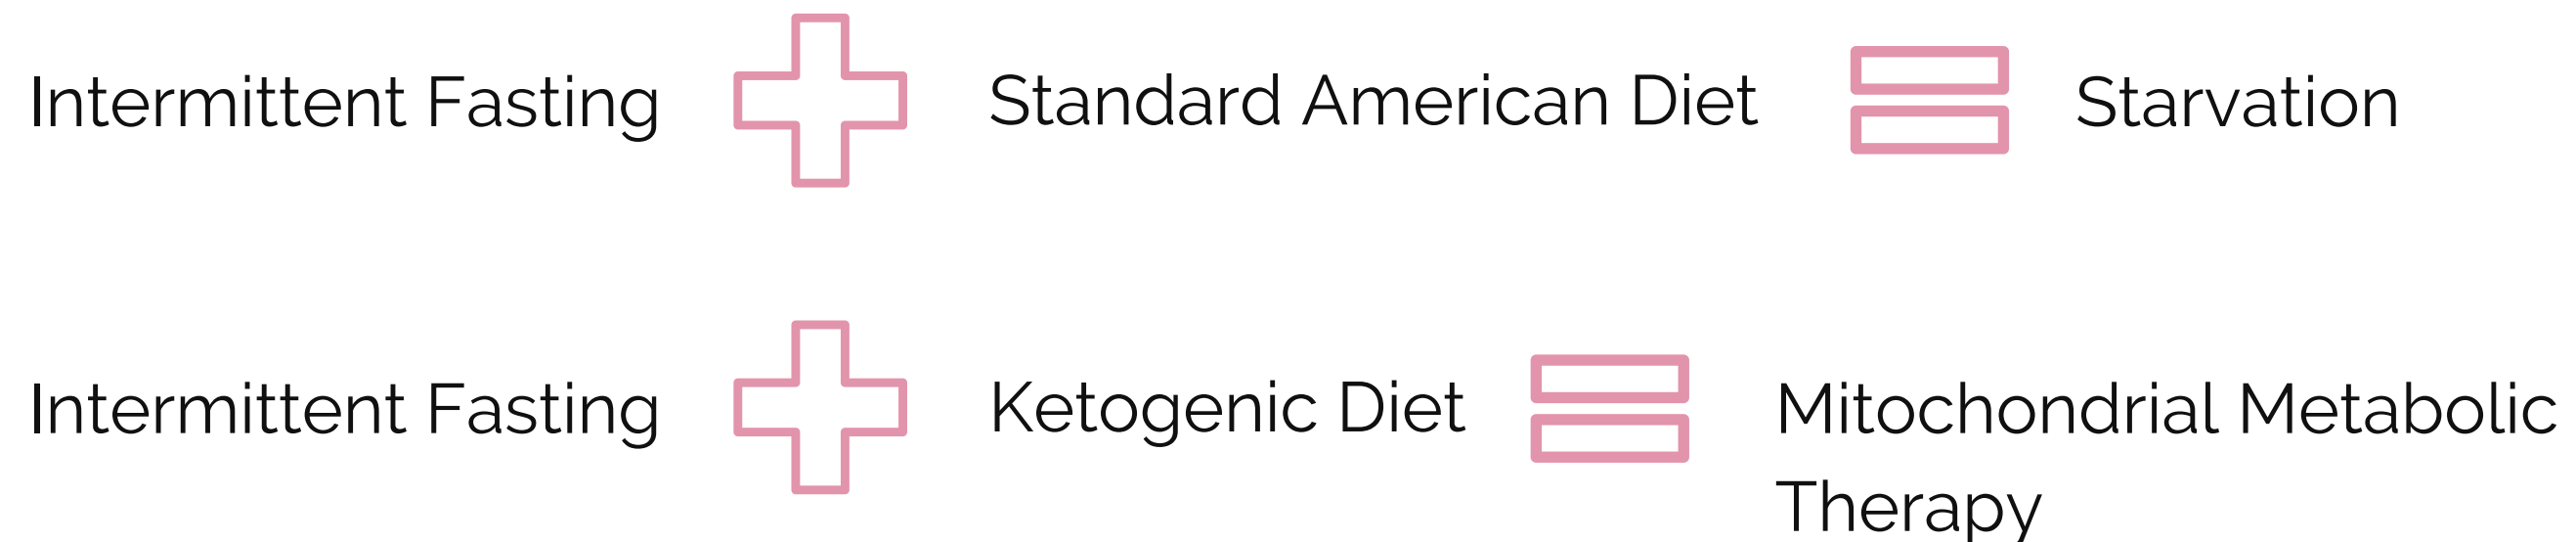 Intermittent Fasting Standard American Diet Starvation
Intermittent Fasting Ketogenic Diet Mitochondrial Metabolic
Therapy